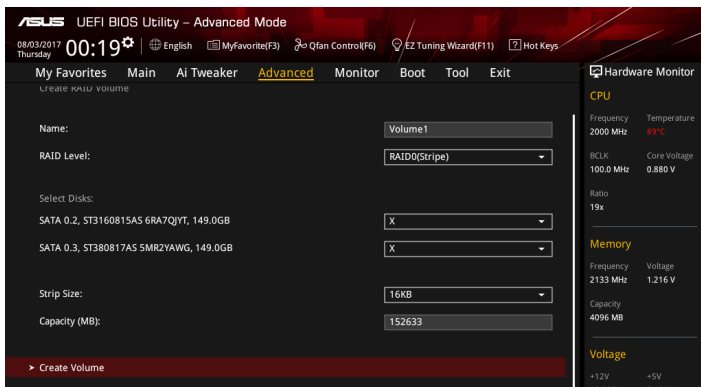 ASUS UEFI BIOS Utility – Advanced Mode
08/03/2017 Thursday 00:19 English MyFavorite(F3) Qfan Control(F6) EZ Tuning Wizard(F11) ? Hot Keys
My Favorites Main Ai Tweaker Advanced Monitor Boot Tool Exit
Hardware Monitor
Create RAID Volume
Name: Volume1
RAID Level: RAID0(Stripe)
Select Disks:
SATA 0.2, ST3160815AS 6RA7QJYT, 149.0GB X
SATA 0.3, ST380817AS 5MR2YAWG, 149.0GB X
Strip Size: 16KB
Capacity (MB): 152633
> Create Volume
CPU
Frequency Temperature
2000 MHz 89°C
BCLK Core Voltage
100.0 MHz 0.880 V
Ratio
19x
Memory
Frequency Voltage
2133 MHz 1.216 V
Capacity
4096 MB
Voltage
+12V +5V